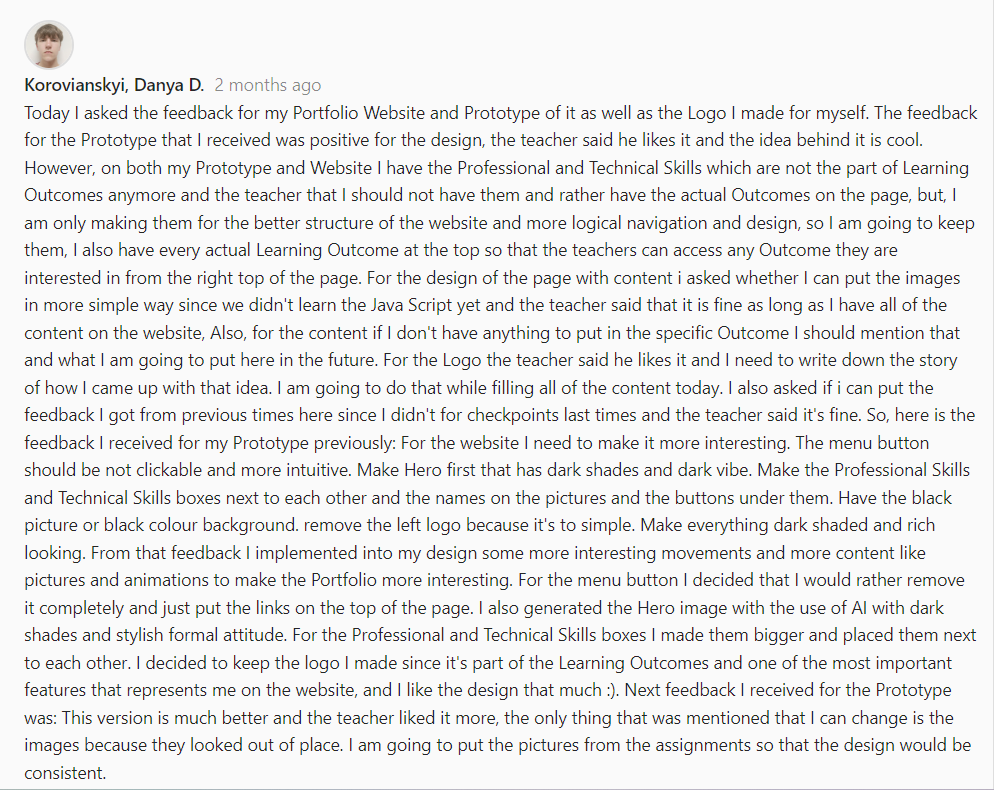 Korovianskyi, Danya D. 2 months ago
Today I asked the feedback for my Portfolio Website and Prototype of it as well as the Logo I made for myself. The feedback
for the Prototype that I received was positive for the design, the teacher said he likes it and the idea behind it is cool.
However, on both my Prototype and Website I have the Professional and Technical Skills which are not the part of Learning
Outcomes anymore and the teacher that I should not have them and rather have the actual Outcomes on the page, but, I
am only making them for the better structure of the website and more logical navigation and design, so I am going to keep
them, I also have every actual Learning Outcome at the top so that the teachers can access any Outcome they are
interested in from the right top of the page. For the design of the page with content i asked whether I can put the images
in more simple way since we didn't learn the Java Script yet and the teacher said that it is fine as long as I have all of the
content on the website, Also, for the content if I don't have anything to put in the specific Outcome I should mention that
and what I am going to put here in the future. For the Logo the teacher said he likes it and I need to write down the story
of how I came up with that idea. I am going to do that while filling all of the content today. I also asked if i can put the
feedback I got from previous times here since I didn't for checkpoints last times and the teacher said it's fine. So, here is the
feedback I received for my Prototype previously: For the website I need to make it more interesting. The menu button
should be not clickable and more intuitive. Make Hero first that has dark shades and dark vibe. Make the Professional Skills
and Technical Skills boxes next to each other and the names on the pictures and the buttons under them. Have the black
picture or black colour background. remove the left logo because it's to simple. Make everything dark shaded and rich
looking. From that feedback I implemented into my design some more interesting movements and more content like
pictures and animations to make the Portfolio more interesting. For the menu button I decided that I would rather remove
it completely and just put the links on the top of the page. I also generated the Hero image with the use of AI with dark
shades and stylish formal attitude. For the Professional and Technical Skills boxes I made them bigger and placed them next
to each other. I decided to keep the logo I made since it's part of the Learning Outcomes and one of the most important
features that represents me on the website, and I like the design that much :). Next feedback I received for the Prototype
was: This version is much better and the teacher liked it more, the only thing that was mentioned that I can change is the
images because they looked out of place. I am going to put the pictures from the assignments so that the design would be
consistent.